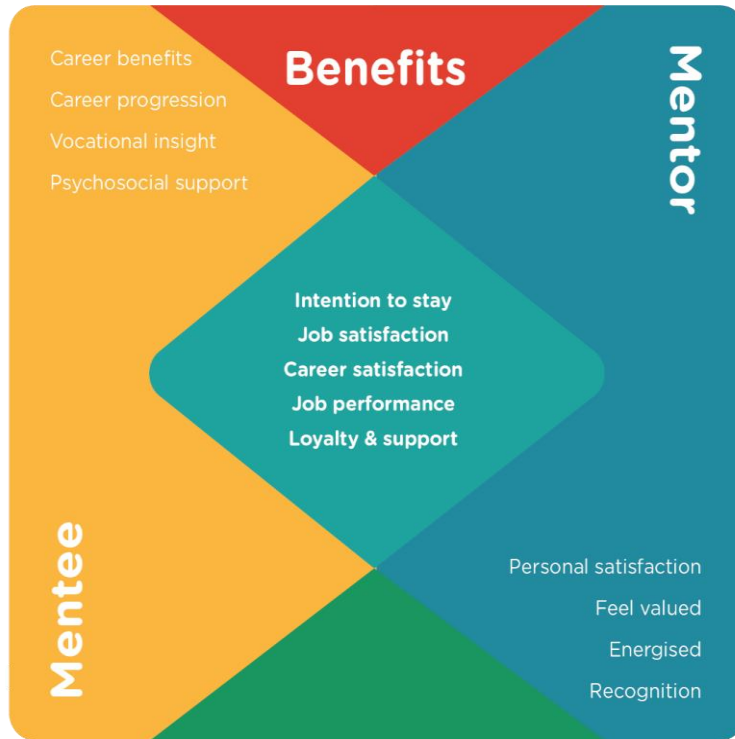 Benefits
Career benefits
Career progression
Vocational insight
Psychosocial support
Mentor
Intention to stay
Job satisfaction
Career satisfaction
Job performance
Loyalty & support
Mentee
Personal satisfaction
Feel valued
Energised
Recognition